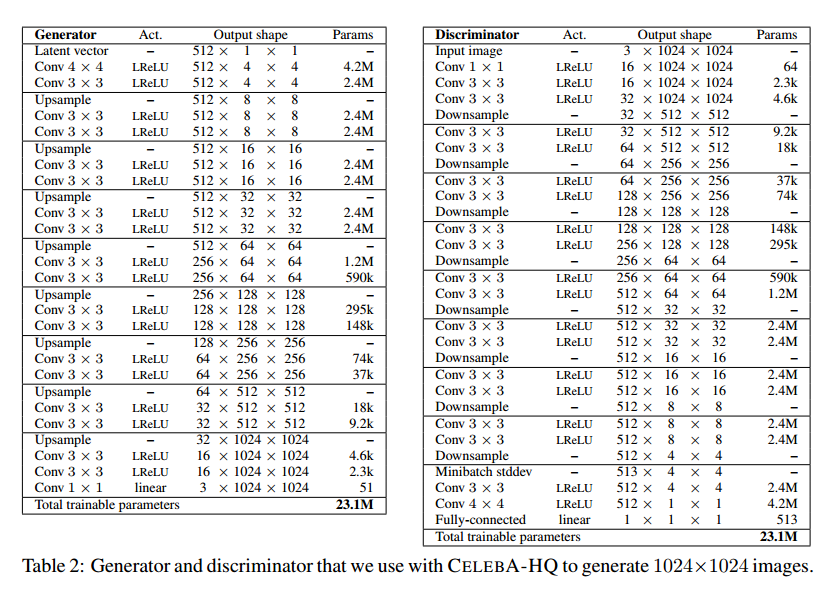 Generator Act. Output shape Params
Latent vector – 512 × 1 × 1 –
Conv 4 × 4 LReLU 512 × 4 × 4 4.2M
Conv 3 × 3 LReLU 512 × 4 × 4 2.4M
Upsample – 512 × 8 × 8 –
Conv 3 × 3 LReLU 512 × 8 × 8 2.4M
Conv 3 × 3 LReLU 512 × 8 × 8 2.4M
Upsample – 512 × 16 × 16 –
Conv 3 × 3 LReLU 512 × 16 × 16 2.4M
Conv 3 × 3 LReLU 512 × 16 × 16 2.4M
Upsample – 512 × 32 × 32 –
Conv 3 × 3 LReLU 512 × 32 × 32 2.4M
Conv 3 × 3 LReLU 512 × 32 × 32 2.4M
Upsample – 512 × 64 × 64 –
Conv 3 × 3 LReLU 256 × 64 × 64 1.2M
Conv 3 × 3 LReLU 256 × 64 × 64 590k
Upsample – 256 × 128 × 128 –
Conv 3 × 3 LReLU 128 × 128 × 128 295k
Conv 3 × 3 LReLU 128 × 128 × 128 148k
Upsample – 128 × 256 × 256 –
Conv 3 × 3 LReLU 64 × 256 × 256 74k
Conv 3 × 3 LReLU 64 × 256 × 256 37k
Upsample – 64 × 512 × 512 –
Conv 3 × 3 LReLU 32 × 512 × 512 18k
Conv 3 × 3 LReLU 32 × 512 × 512 9.2k
Upsample – 32 × 1024 × 1024 –
Conv 3 × 3 LReLU 16 × 1024 × 1024 4.6k
Conv 3 × 3 LReLU 16 × 1024 × 1024 2.3k
Conv 1 × 1 linear 3 × 1024 × 1024 51
Total trainable parameters 23.1M
Discriminator Act. Output shape Params
Input image – 3 × 1024 × 1024 –
Conv 1 × 1 LReLU 16 × 1024 × 1024 64
Conv 3 × 3 LReLU 16 × 1024 × 1024 2.3k
Conv 3 × 3 LReLU 32 × 1024 × 1024 4.6k
Downsample – 32 × 512 × 512 –
Conv 3 × 3 LReLU 32 × 512 × 512 9.2k
Conv 3 × 3 LReLU 64 × 512 × 512 18k
Downsample – 64 × 256 × 256 –
Conv 3 × 3 LReLU 64 × 256 × 256 37k
Conv 3 × 3 LReLU 128 × 256 × 256 74k
Downsample – 128 × 128 × 128 –
Conv 3 × 3 LReLU 128 × 128 × 128 148k
Conv 3 × 3 LReLU 256 × 128 × 128 295k
Downsample – 256 × 64 × 64 –
Conv 3 × 3 LReLU 256 × 64 × 64 590k
Conv 3 × 3 LReLU 512 × 64 × 64 1.2M
Downsample – 512 × 32 × 32 –
Conv 3 × 3 LReLU 512 × 32 × 32 2.4M
Conv 3 × 3 LReLU 512 × 32 × 32 2.4M
Downsample – 512 × 16 × 16 –
Conv 3 × 3 LReLU 512 × 16 × 16 2.4M
Conv 3 × 3 LReLU 512 × 16 × 16 2.4M
Downsample – 512 × 8 × 8 –
Conv 3 × 3 LReLU 512 × 8 × 8 2.4M
Conv 3 × 3 LReLU 512 × 8 × 8 2.4M
Downsample – 512 × 4 × 4 –
Minibatch stddev – 513 × 4 × 4 –
Conv 3 × 3 LReLU 512 × 4 × 4 2.4M
Conv 4 × 4 LReLU 512 × 1 × 1 4.2M
Fully-connected linear 1 × 1 × 1 513
Total trainable parameters 23.1M
Table 2: Generator and discriminator that we use with CELEBA-HQ to generate 1024×1024 images.